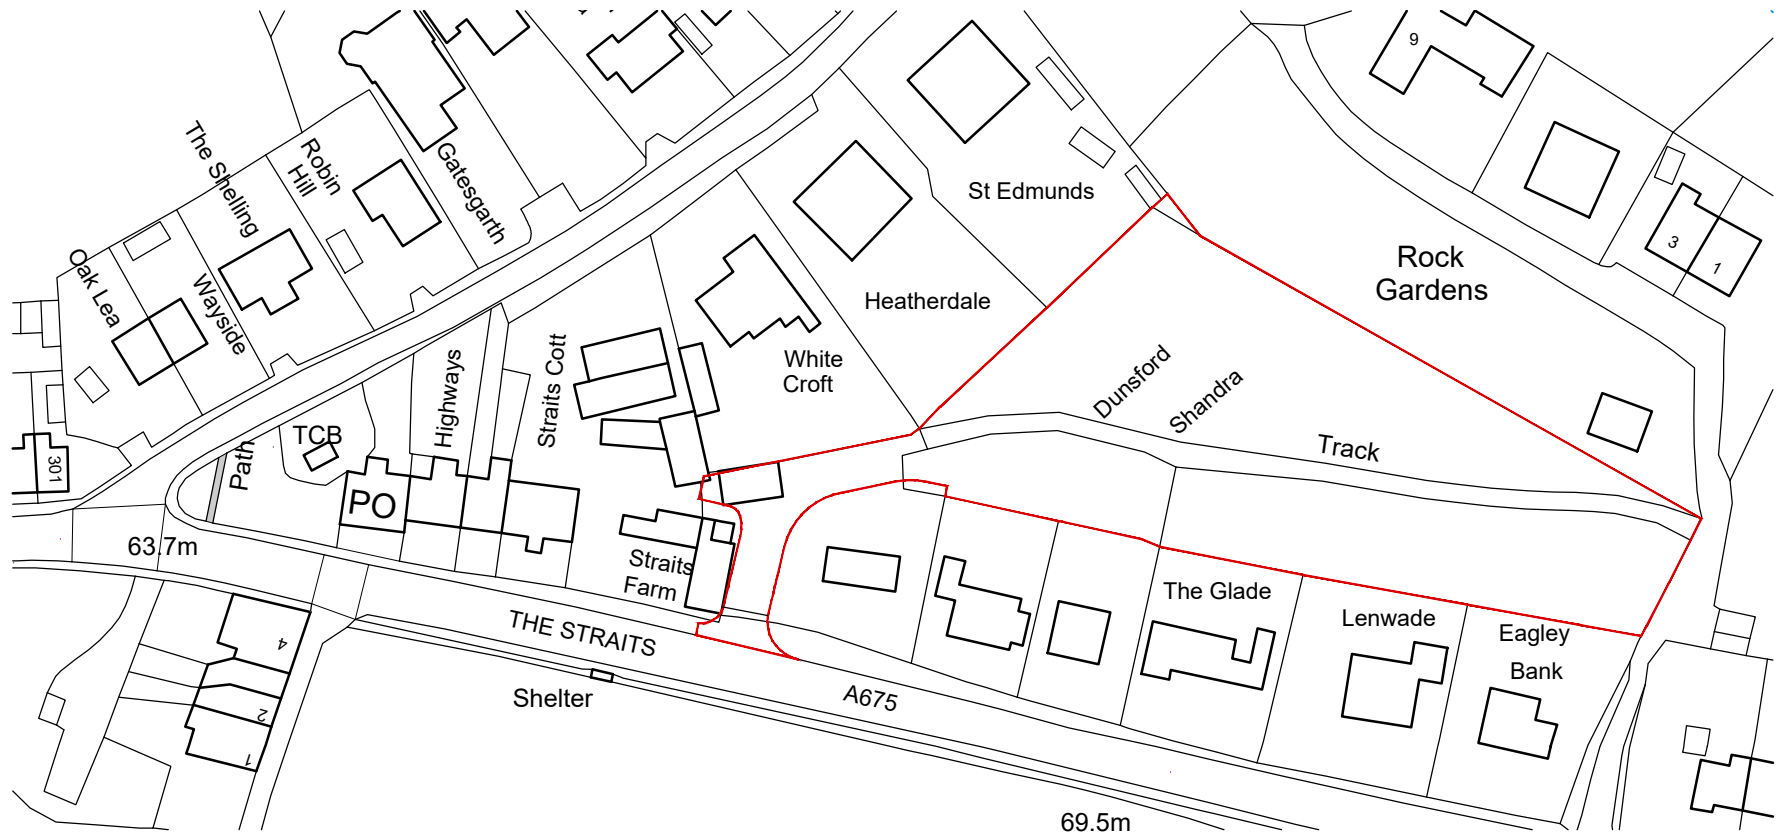 9
The Shelling
Robin
Hill
Gatesgarth
St Edmunds
Rock
Gardens
3
1
Oak Lea
Wayside
Heatherdale
White
Croft
Highways
Straits Cott
Dunsford
Shandra
TCB
Path
301
PO
Track
63.7m
Straits
Farm
The Glade
Lenwade
Eagley
Bank
THE STRAITS
4
2
1
Shelter
A675
69.5m